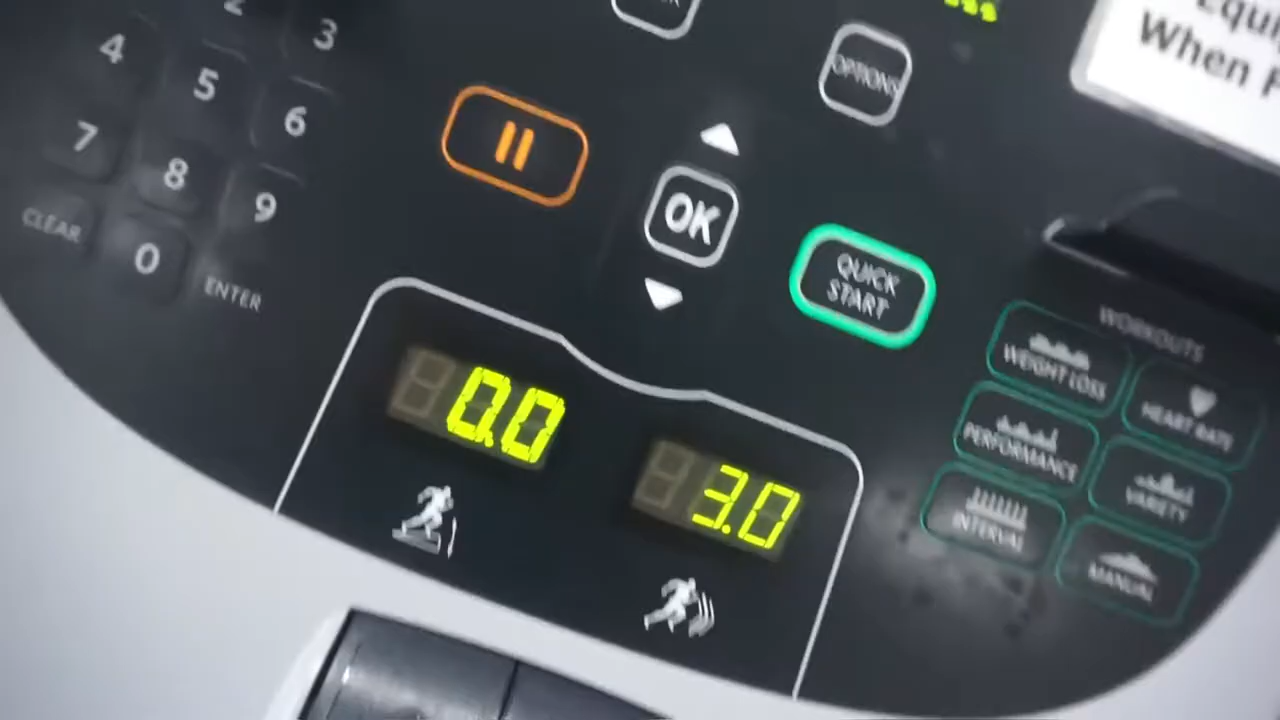 2
3
4
5
6
7
8
9
CLEAR
0
ENTER
OPTIONS
OK
QUICK
START
When
0.0
3.0
WORKOUTS
WEIGHT LOSS
HEART RATE
PERFORMANCE
VARIETY
INTERVAL
MANUAL